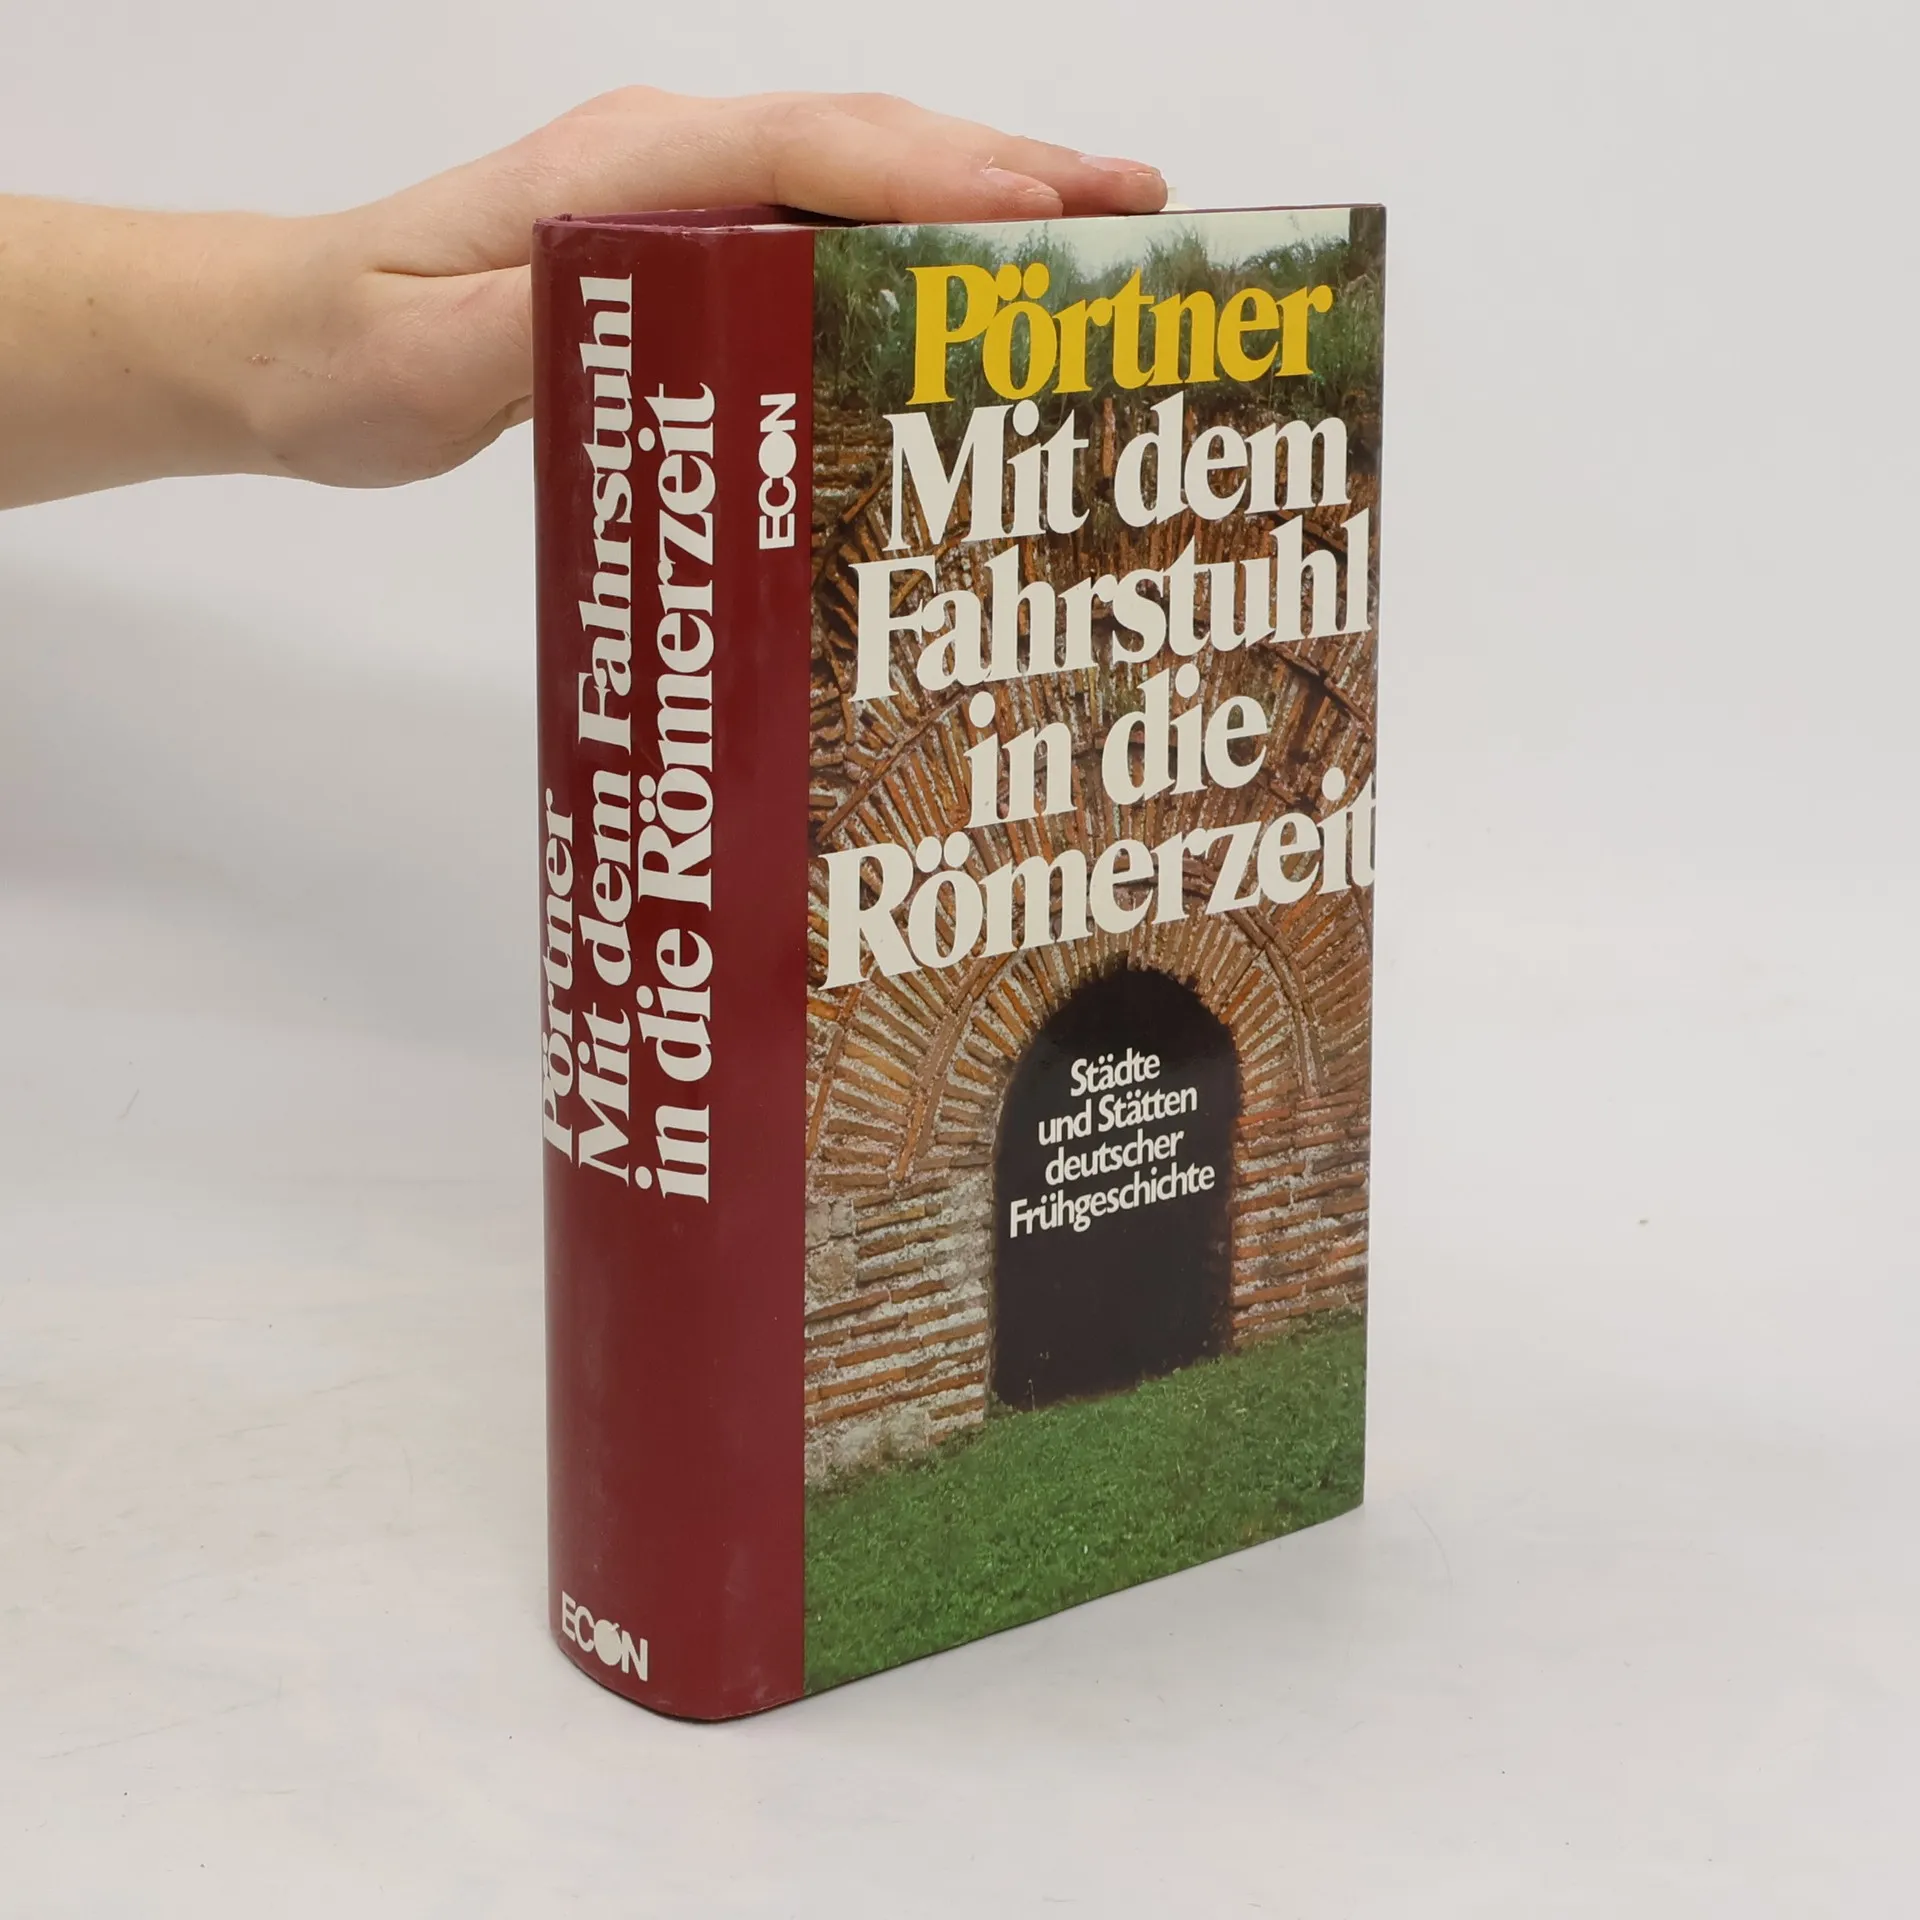 Pörtner
Mit dem Fahrstuhl
in die Römerzeit
ECON
ECON
Pörtner
Mit dem
Fahrstuhl
in die
Römerzeit
Städte
und Stätten
deutscher
Frühgeschichte